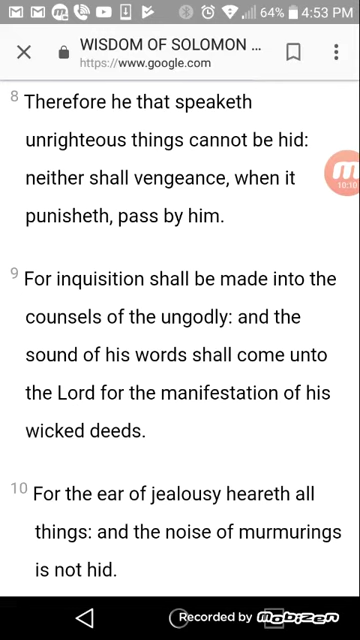 64% 4:53 PM
WISDOM OF SOLOMON ...
https://www.google.com
8 Therefore he that speaketh
unrighteous things cannot be hid:
neither shall vengeance, when it
punisheth, pass by him.
10:10
9 For inquisition shall be made into the
counsels of the ungodly: and the
sound of his words shall come unto
the Lord for the manifestation of his
wicked deeds.
10 For the ear of jealousy heareth all
things: and the noise of murmurings
is not hid.
Recorded by Mobizen